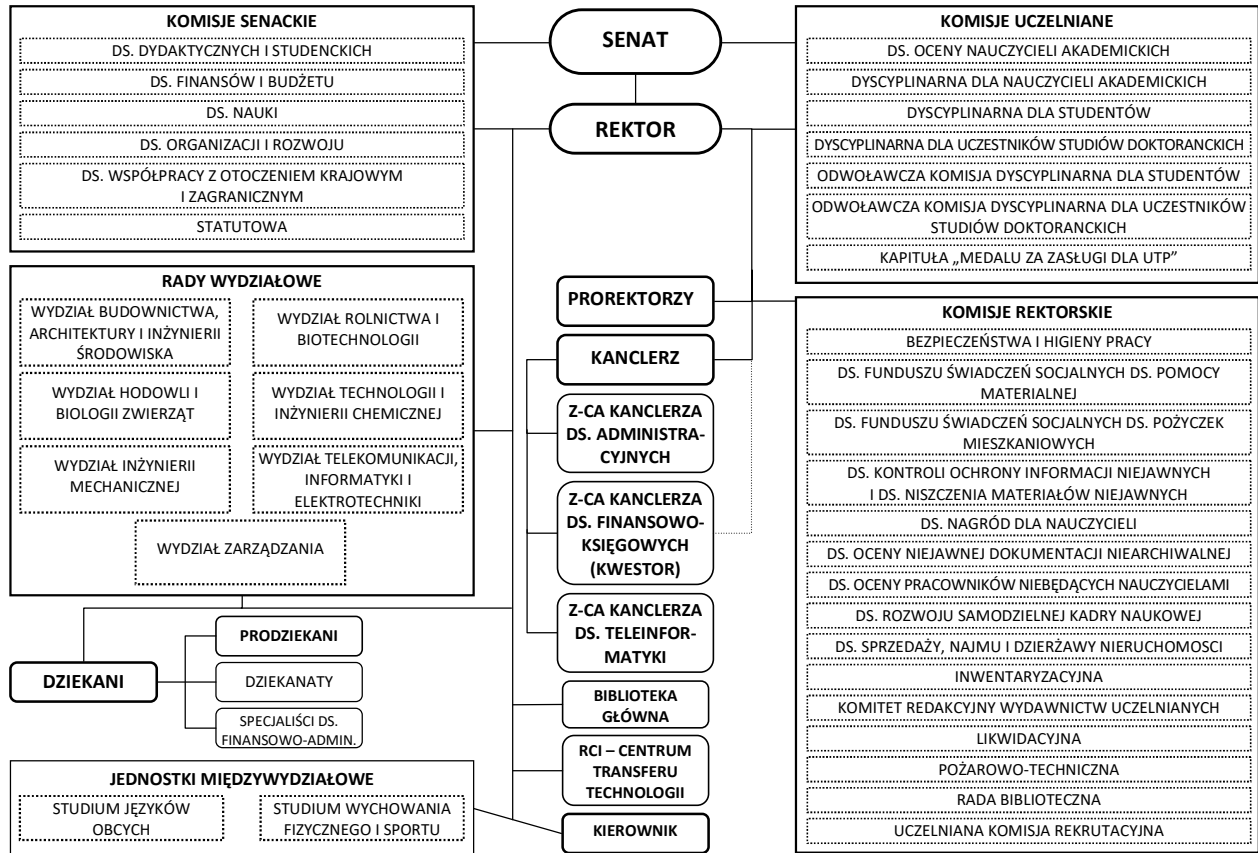 KOMISJE SENACKIE
DS. DYDAKTYCZNYCH I STUDENCKICH
DS. FINANSÓW I BUDŻETU
DS. NAUKI
DS. ORGANIZACJI I ROZWOJU
DS. WSPÓŁPRACY Z OTOCZENIEM KRAJOWYM
I ZAGRANICZNYM
STATUTOWA
SENAT
REKTOR
KOMISJE UCZELNIANE
DS. OCENY NAUCZYCIELI AKADEMICKICH
DYSCYPLINARNA DLA NAUCZYCIELI AKADEMICKICH
DYSCYPLINARNA DLA STUDENTÓW
DYSCYPLINARNA DLA UCZESTNIKÓW STUDIÓW DOKTORANCKICH
ODWOŁAWCZA KOMISJA DYSCYPLINARNA DLA STUDENTÓW
ODWOŁAWCZA KOMISJA DYSCYPLINARNA DLA UCZESTNIKÓW
STUDIÓW DOKTORANCKICH
KAPITUŁA „MEDALU ZA ZASŁUGI DLA UTP”
RADY WYDZIAŁOWE
WYDZIAŁ BUDOWNICTWA,
ARCHITEKTURY I INŻYNIERII
ŚRODOWISKA
WYDZIAŁ ROLNICTWA I
BIOTECHNOLOGII
WYDZIAŁ HODOWLI I
BIOLOGII ZWIERZĄT
WYDZIAŁ TECHNOLOGII I
INŻYNIERII CHEMICZNEJ
WYDZIAŁ INŻYNIERII
MECHANICZNEJ
WYDZIAŁ TELEKOMUNIKACJI,
INFORMATYKI I
ELEKTROTECHNIKI
WYDZIAŁ ZARZĄDZANIA
PROREKTORZY
KANCLERZ
Z-CA KANCLERZA
DS. ADMINISTRA-
CYJNYCH
Z-CA KANCLERZA
DS. FINANSOWO-
KSIĘGOWYCH
(KWESTOR)
Z-CA KANCLERZA
DS. TELEINFOR-
MATYKI
BIBLIOTEKA
GŁÓWNA
RCI – CENTRUM
TRANSFERU
TECHNOLOGII
KIEROWNIK
KOMISJE REKTORSKIE
BEZPIECZEŃSTWA I HIGIENY PRACY
DS. FUNDUSZU ŚWIADCZEŃ SOCJALNYCH DS. POMOCY
MATERIALNEJ
DS. FUNDUSZU ŚWIADCZEŃ SOCJALNYCH DS. POŻYCZEK
MIESZKANIOWYCH
DS. KONTROLI OCHRONY INFORMACJI NIEJAWNYCH
I DS. NISZCZENIA MATERIAŁÓW NIEJAWNYCH
DS. NAGRÓD DLA NAUCZYCIELI
DS. OCENY NIEJAWNEJ DOKUMENTACJI NIEARCHIWALNEJ
DS. OCENY PRACOWNIKÓW NIEBĘDĄCYCH NAUCZYCIELAMI
DS. ROZWOJU SAMODZIELNEJ KADRY NAUKOWEJ
DS. SPRZEDAŻY, NAJMU I DZIERŻAWY NIERUCHOMOSCI
INWENTARYZACYJNA
KOMITET REDAKCYJNY WYDAWNICTW UCZELNIANYCH
LIKWIDACYJNA
POŻAROWO-TECHNICZNA
RADA BIBLIOTECZNA
UCZELNIANA KOMISJA REKRUTACYJNA
DZIEKANI
PRODZIEKANI
DZIEKANATY
SPECJALIŚCI DS.
FINANSOWO-ADMIN.
JEDNOSTKI MIĘDZYWYDZIAŁOWE
STUDIUM JĘZYKÓW
OBCYCH
STUDIUM WYCHOWANIA
FIZYCZNEGO I SPORTU